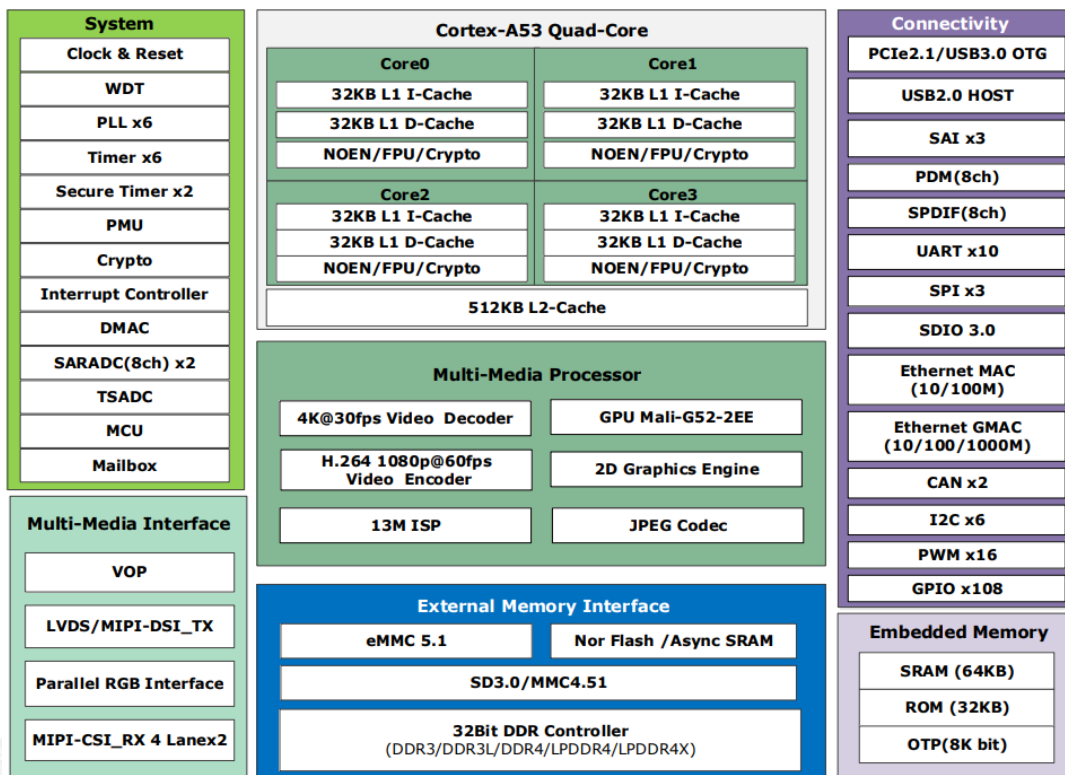 System
Clock & Reset
WDT
PLL x6
Timer x6
Secure Timer x2
PMU
Crypto
Interrupt Controller
DMAC
SARADC(8ch) x2
TSADC
MCU
Mailbox
Multi-Media Interface
VOP
LVDS/MIPI-DSI_TX
Parallel RGB Interface
MIPI-CSI_RX 4 Lanex2
Cortex-A53 Quad-Core
Core0
32KB L1 I-Cache
32KB L1 D-Cache
NOEN/FPU/Crypto
Core1
32KB L1 I-Cache
32KB L1 D-Cache
NOEN/FPU/Crypto
Core2
32KB L1 I-Cache
32KB L1 D-Cache
NOEN/FPU/Crypto
Core3
32KB L1 I-Cache
32KB L1 D-Cache
NOEN/FPU/Crypto
512KB L2-Cache
Multi-Media Processor
4K@30fps Video Decoder
GPU Mali-G52-2EE
H.264 1080p@60fps
Video Encoder
2D Graphics Engine
13M ISP
JPEG Codec
External Memory Interface
eMMC 5.1
Nor Flash /Async SRAM
SD3.0/MMC4.51
32Bit DDR Controller
(DDR3/DDR3L/DDR4/LPDDR4/LPDDR4X)
Connectivity
PCIe2.1/USB3.0 OTG
USB2.0 HOST
SAI x3
PDM(8ch)
SPDIF(8ch)
UART x10
SPI x3
SDIO 3.0
Ethernet MAC
(10/100M)
Ethernet GMAC
(10/100/1000M)
CAN x2
I2C x6
PWM x16
GPIO x108
Embedded Memory
SRAM (64KB)
ROM (32KB)
OTP(8K bit)